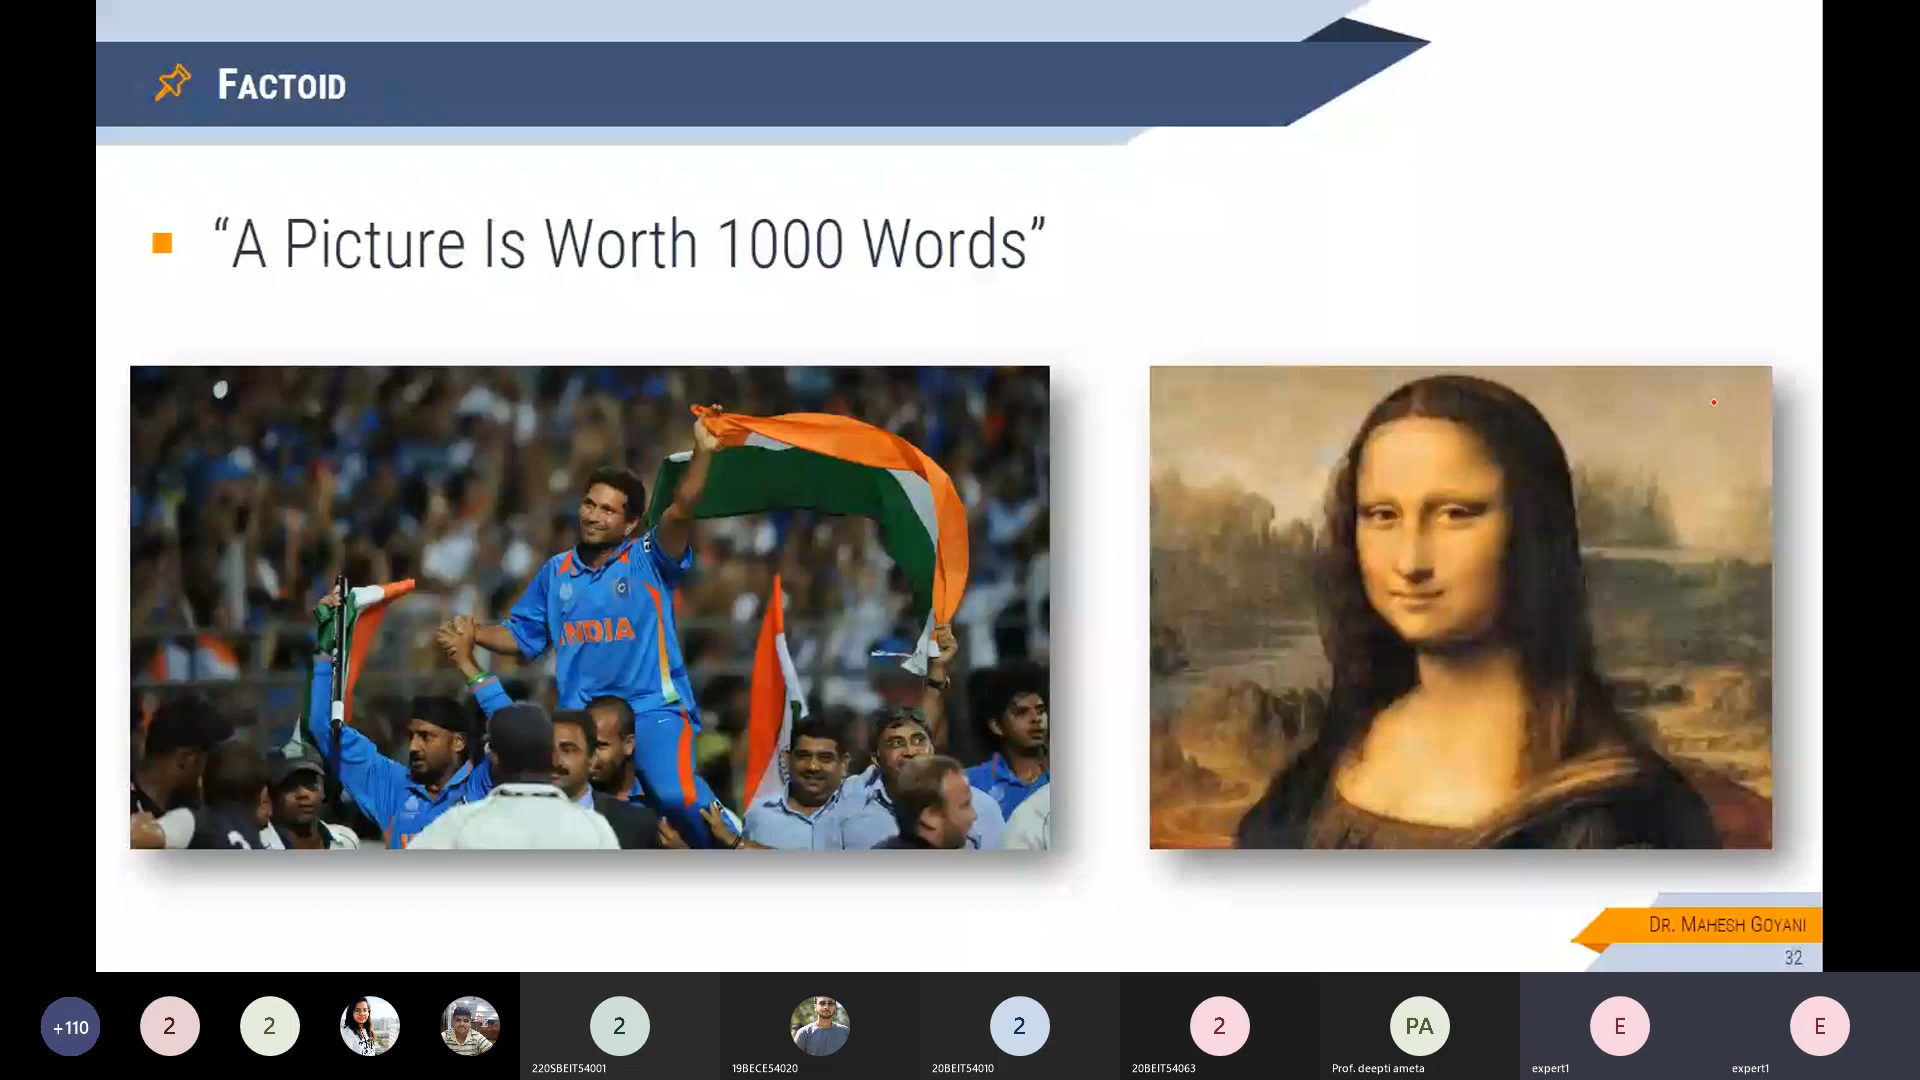 FACTOID
“A Picture Is Worth 1000 Words”
INDIA
DR. MAHESH GOYANI
32
+110
2
2
2
2
2
PA
E
E
220SBEIT54001
19BECE54020
20BEIT54010
20BEIT54063
Prof. deepti ameta
expert1
expert1